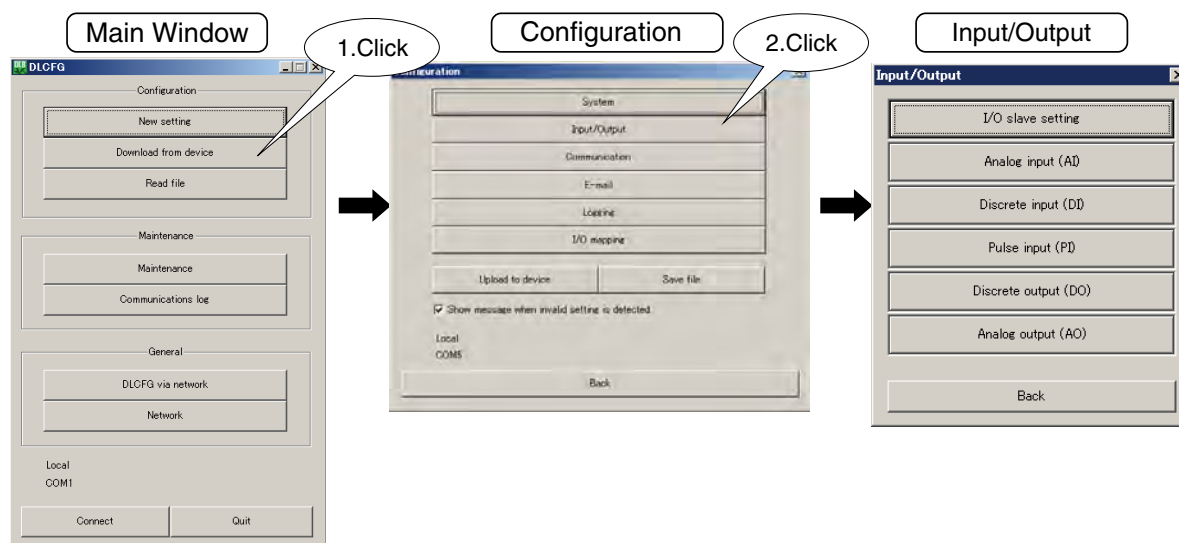 Main Window
1.Click
DLCFG
Configuration
New setting
Download from device
Read file
Maintenance
Maintenance
Communications log
General
DLCFG via network
Network
Local
COM1
Connect
Quit
Configuration
2.Click
System
Input/Output
Communication
E-mail
Logging
I/O mapping
Upload to device
Save file
Show message when invalid setting is detected.
Local
COM5
Back
Input/Output
Input/Output
I/O slave setting
Analog input (AI)
Discrete input (DI)
Pulse input (PI)
Discrete output (DO)
Analog output (AO)
Back